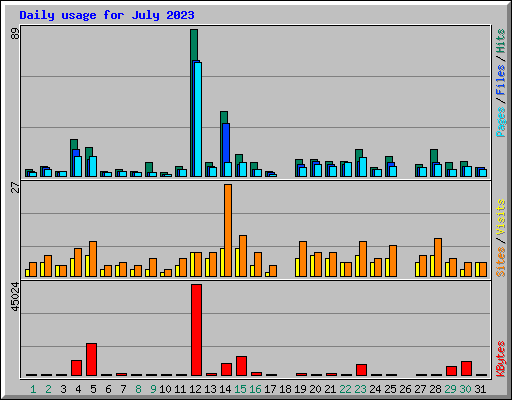 Daily usage for July 2023
89
Pages / Files / Hits
27
Sites / Visits
45024
KBytes
1 2 3 4 5 6 7 8 9 10 11 12 13 14 15 16 17 18 19 20 21 22 23 24 25 26 27 28 29 30 31